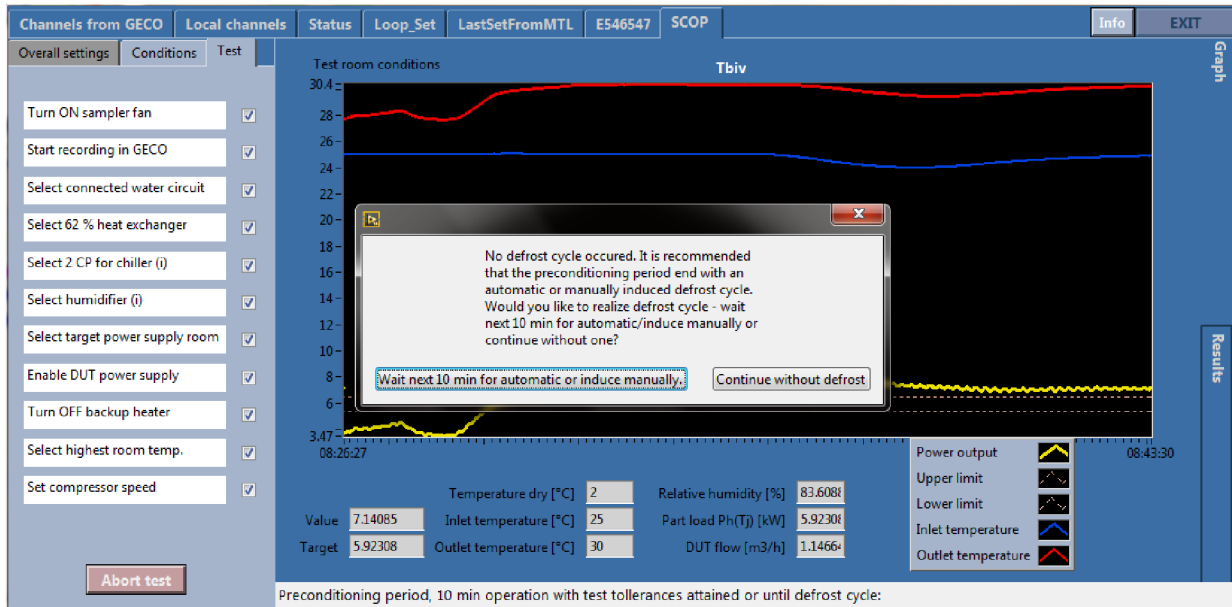 Channels from GECO Local channels Status Loop_Set LastSetFromMTL E546547 SCOP Info EXIT
Overall settings Conditions Test
Turn ON sampler fan
Start recording in GECO
Select connected water circuit
Select 62 % heat exchanger
Select 2 CP for chiller (i)
Select humidifier (i)
Select target power supply room
Enable DUT power supply
Turn OFF backup heater
Select highest room temp.
Set compressor speed
Abort test
Test room conditions
Tbiv
30.4
28
26
24
22
20
18
16
14
12
10
8
6
3.47
08:26:27
08:43:30
No defrost cycle occured. It is recommended
that the preconditioning period end with an
automatic or manually induced defrost cycle.
Would you like to realize defrost cycle - wait
next 10 min for automatic/induce manually or
continue without one?
Wait next 10 min for automatic or induce manually. Continue without defrost
Temperature dry [°C] 2 Relative humidity [%] 83.6088
Value 7.14085 Inlet temperature [°C] 25 Part load Ph(Tj) [kW] 5.92308
Target 5.92308 Outlet temperature [°C] 30 DUT flow [m3/h] 1.1466
Power output
Upper limit
Lower limit
Inlet temperature
Outlet temperature
Graph
Results
Preconditioning period, 10 min operation with test tollerances attained or until defrost cycle: